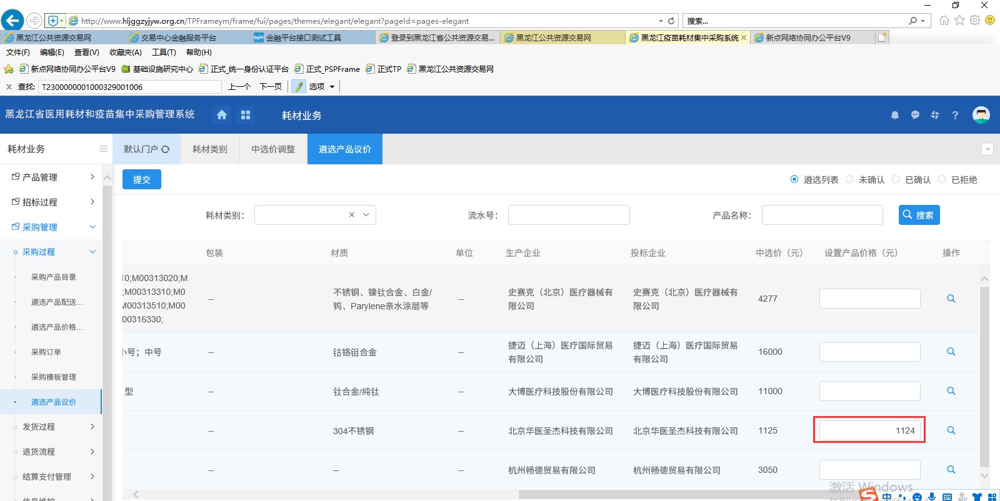 http://www.hljggzyjyw.org.cn/TPFrameym/frame/fui/pages/themes/elegant/elegant?pageId=pages-elegant
搜索...
黑龙江公共资源交易网
交易中心金融服务平台
金融平台接口测试工具
登录到黑龙江省公共资源交易...
黑龙江公共资源交易网
黑龙江疫苗耗材集中采购系统
新点网络协同办公平台V9
文件(F) 编辑(E) 查看(V) 收藏夹(A) 工具(T) 帮助(H)
新点网络协同办公平台V9 基础设施研究中心 正式_统一身份认证平台 正式_PSPFrame 正式TP 黑龙江公共资源交易网
x 查找: T2300000001000329001006 上一个 下一页 选项
黑龙江省医用耗材和疫苗集中采购管理系统 耗材业务
耗材业务
默认门户 耗材类别 中选价调整 遴选产品议价
产品管理
招标过程
采购管理
采购过程
采购产品目录
遴选产品配送...
遴选产品价格...
采购订单
采购模板管理
遴选产品议价
发货过程
退货流程
结算支付管理
提交
遴选列表 未确认 已确认 已拒绝
耗材类别: 流水号: 产品名称: 搜索
包装 材质 单位 生产企业 投标企业 中选价（元） 设置产品价格（元） 操作
10;M00313020;M
;M00313310;M0
M00313510;M00
00316330;
-- 不锈钢、镍钛合金、白金/
钨、Parylene亲水涂层等
-- 史赛克（北京）医疗器械有
限公司
史赛克（北京）医疗器械有
限公司
4277
小号；中号 -- 钴铬钼合金 -- 捷迈（上海）医疗国际贸易
有限公司
捷迈（上海）医疗国际贸易
有限公司
16000
型 -- 钛合金/纯钛 -- 大博医疗科技股份有限公司 大博医疗科技股份有限公司 11000
-- 304不锈钢 -- 北京华医圣杰科技有限公司 北京华医圣杰科技有限公司 1125 1124
-- -- -- 杭州畅德贸易有限公司 杭州畅德贸易有限公司 3050
激活 Windows
中